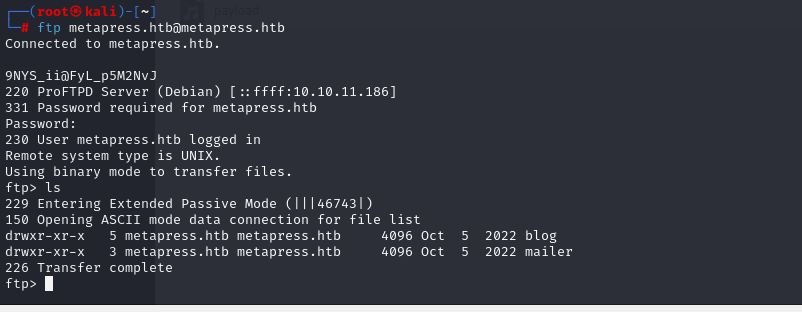 payload
┌──(root㉿kali)-[~]
└─# ftp metapress.htb@metapress.htb
Connected to metapress.htb.
9NYS_ii@FyL_p5M2NvJ
220 ProFTPD Server (Debian) [::ffff:10.10.11.186]
331 Password required for metapress.htb
Password:
230 User metapress.htb logged in
Remote system type is UNIX.
Using binary mode to transfer files.
ftp> ls
229 Entering Extended Passive Mode (|||46743|)
150 Opening ASCII mode data connection for file list
drwxr-xr-x   5 metapress.htb metapress.htb     4096 Oct  5  2022 blog
drwxr-xr-x   3 metapress.htb metapress.htb     4096 Oct  5  2022 mailer
226 Transfer complete
ftp>